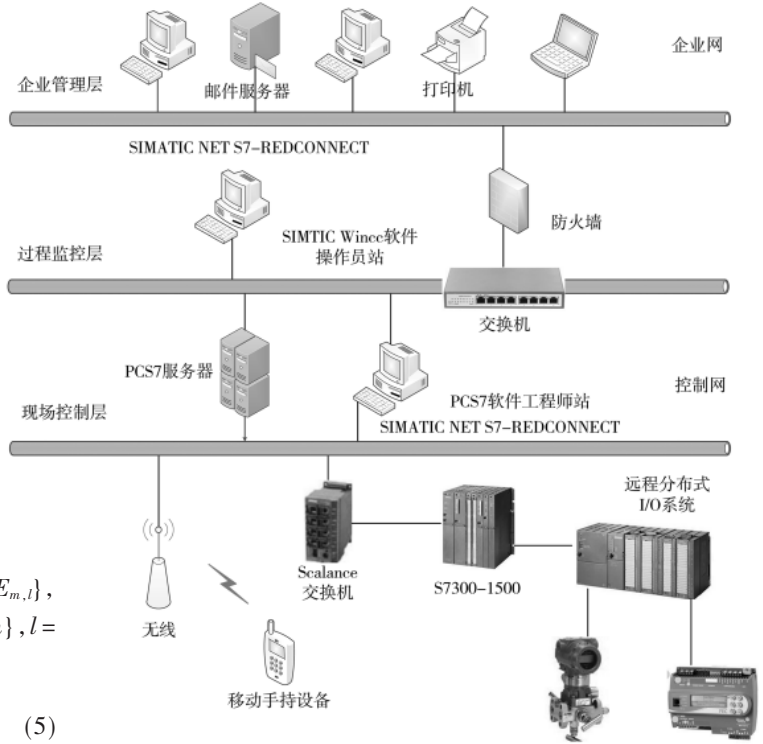 企业网
企业管理层
邮件服务器
打印机
SIMATIC NET S7-REDCONNECT
防火墙
SIMTIC Wincc软件
操作员站
过程监控层
交换机
PCS7服务器
控制网
PCS7软件工程师站
现场控制层
SIMATIC NET S7-REDCONNECT
远程分布式
I/O系统
Scalance
交换机
S7300-1500
无线
移动手持设备
E_{m,l}},
},l=
(5)